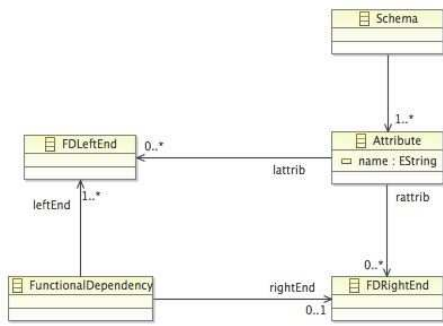 Schema
1..*
FDLeftEnd
0..*
Attribute
name : EString
lattrib
rattrib
leftEnd
1..*
0..*
FunctionalDependency
rightEnd
0..1
FDRightEnd